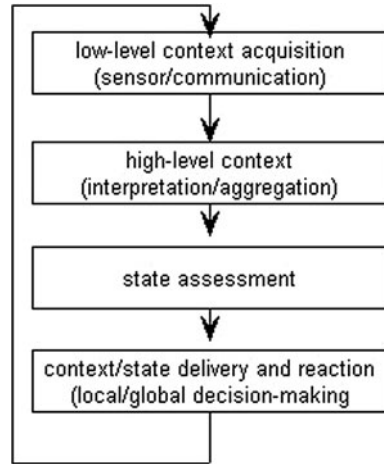 low-level context acquisition
(sensor/communication)
high-level context
(interpretation/aggregation)
state assessment
context/state delivery and reaction
(local/global decision-making